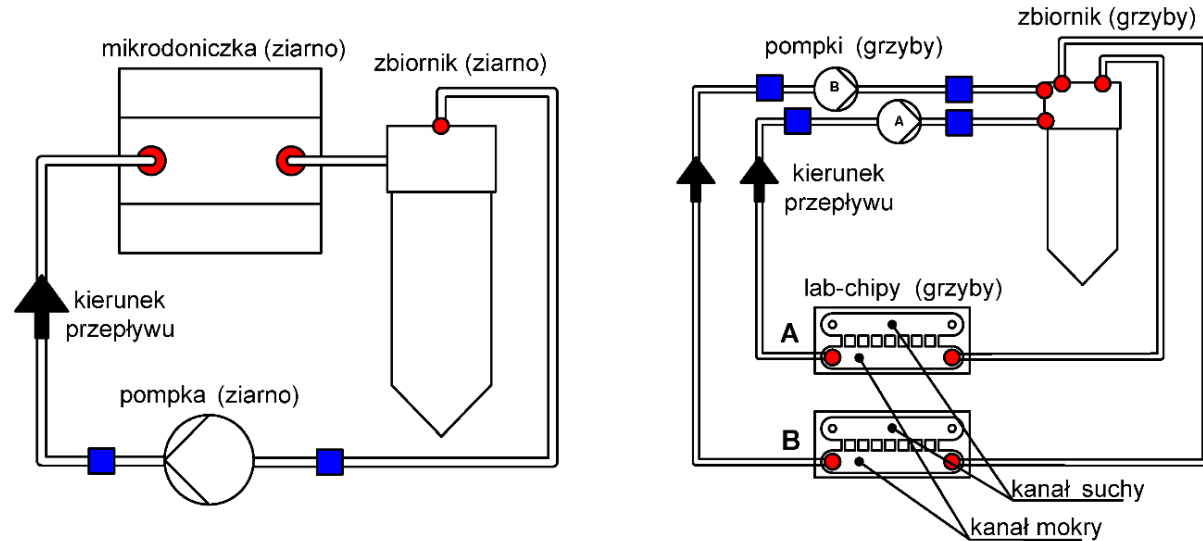 mikrodoniczka (ziarno)
zbiornik (ziarno)
kierunek
przepływu
pompka (ziarno)
zbiornik (grzyby)
pompki (grzyby)
B
A
kierunek
przepływu
lab-chipy (grzyby)
A
B
kanał suchy
kanał mokry